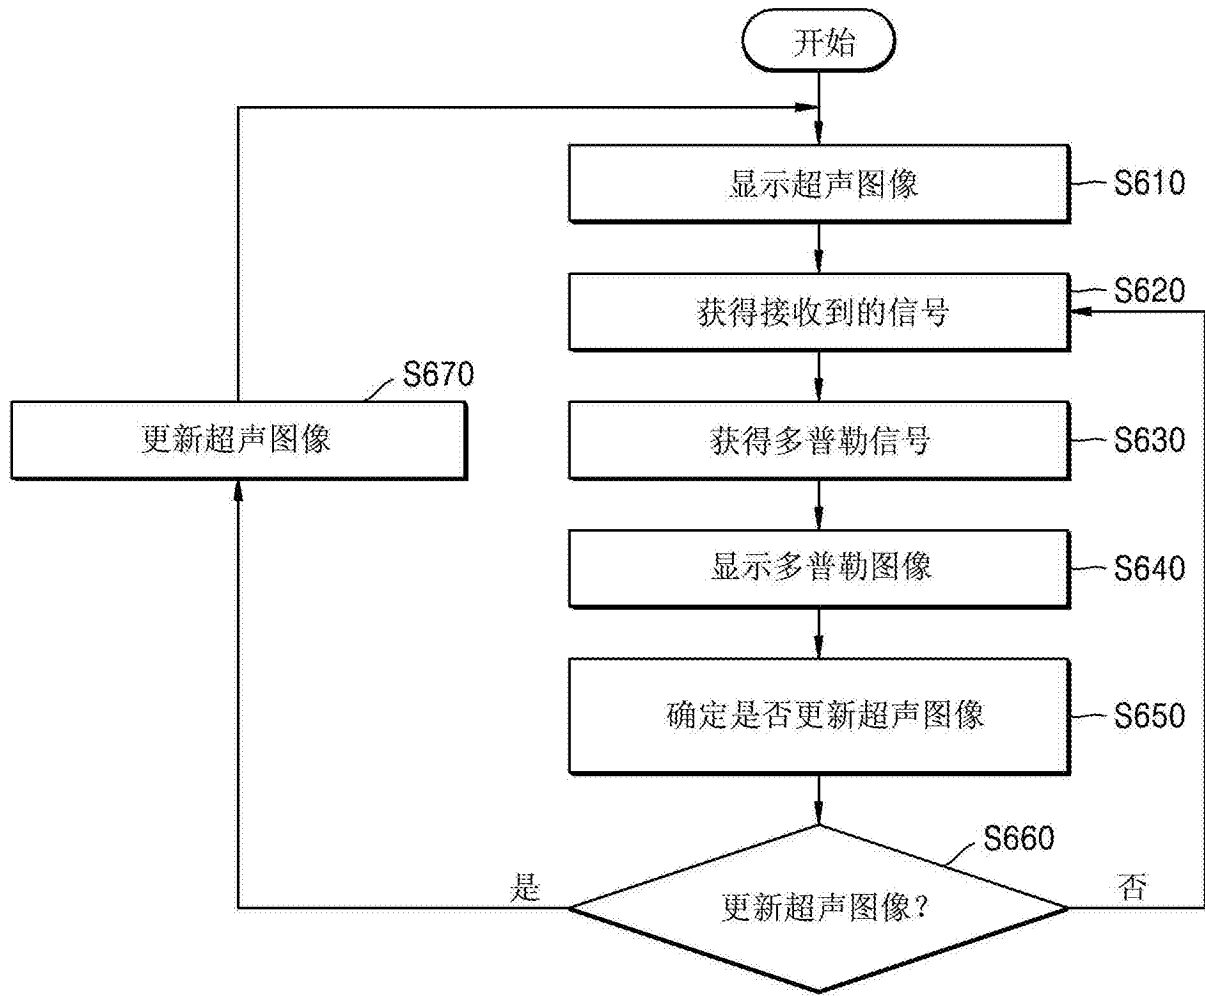 开始
显示超声图像
S610
获得接收到的信号
S620
更新超声图像
S670
获得多普勒信号
S630
显示多普勒图像
S640
确定是否更新超声图像
S650
S660
是
更新超声图像？
否